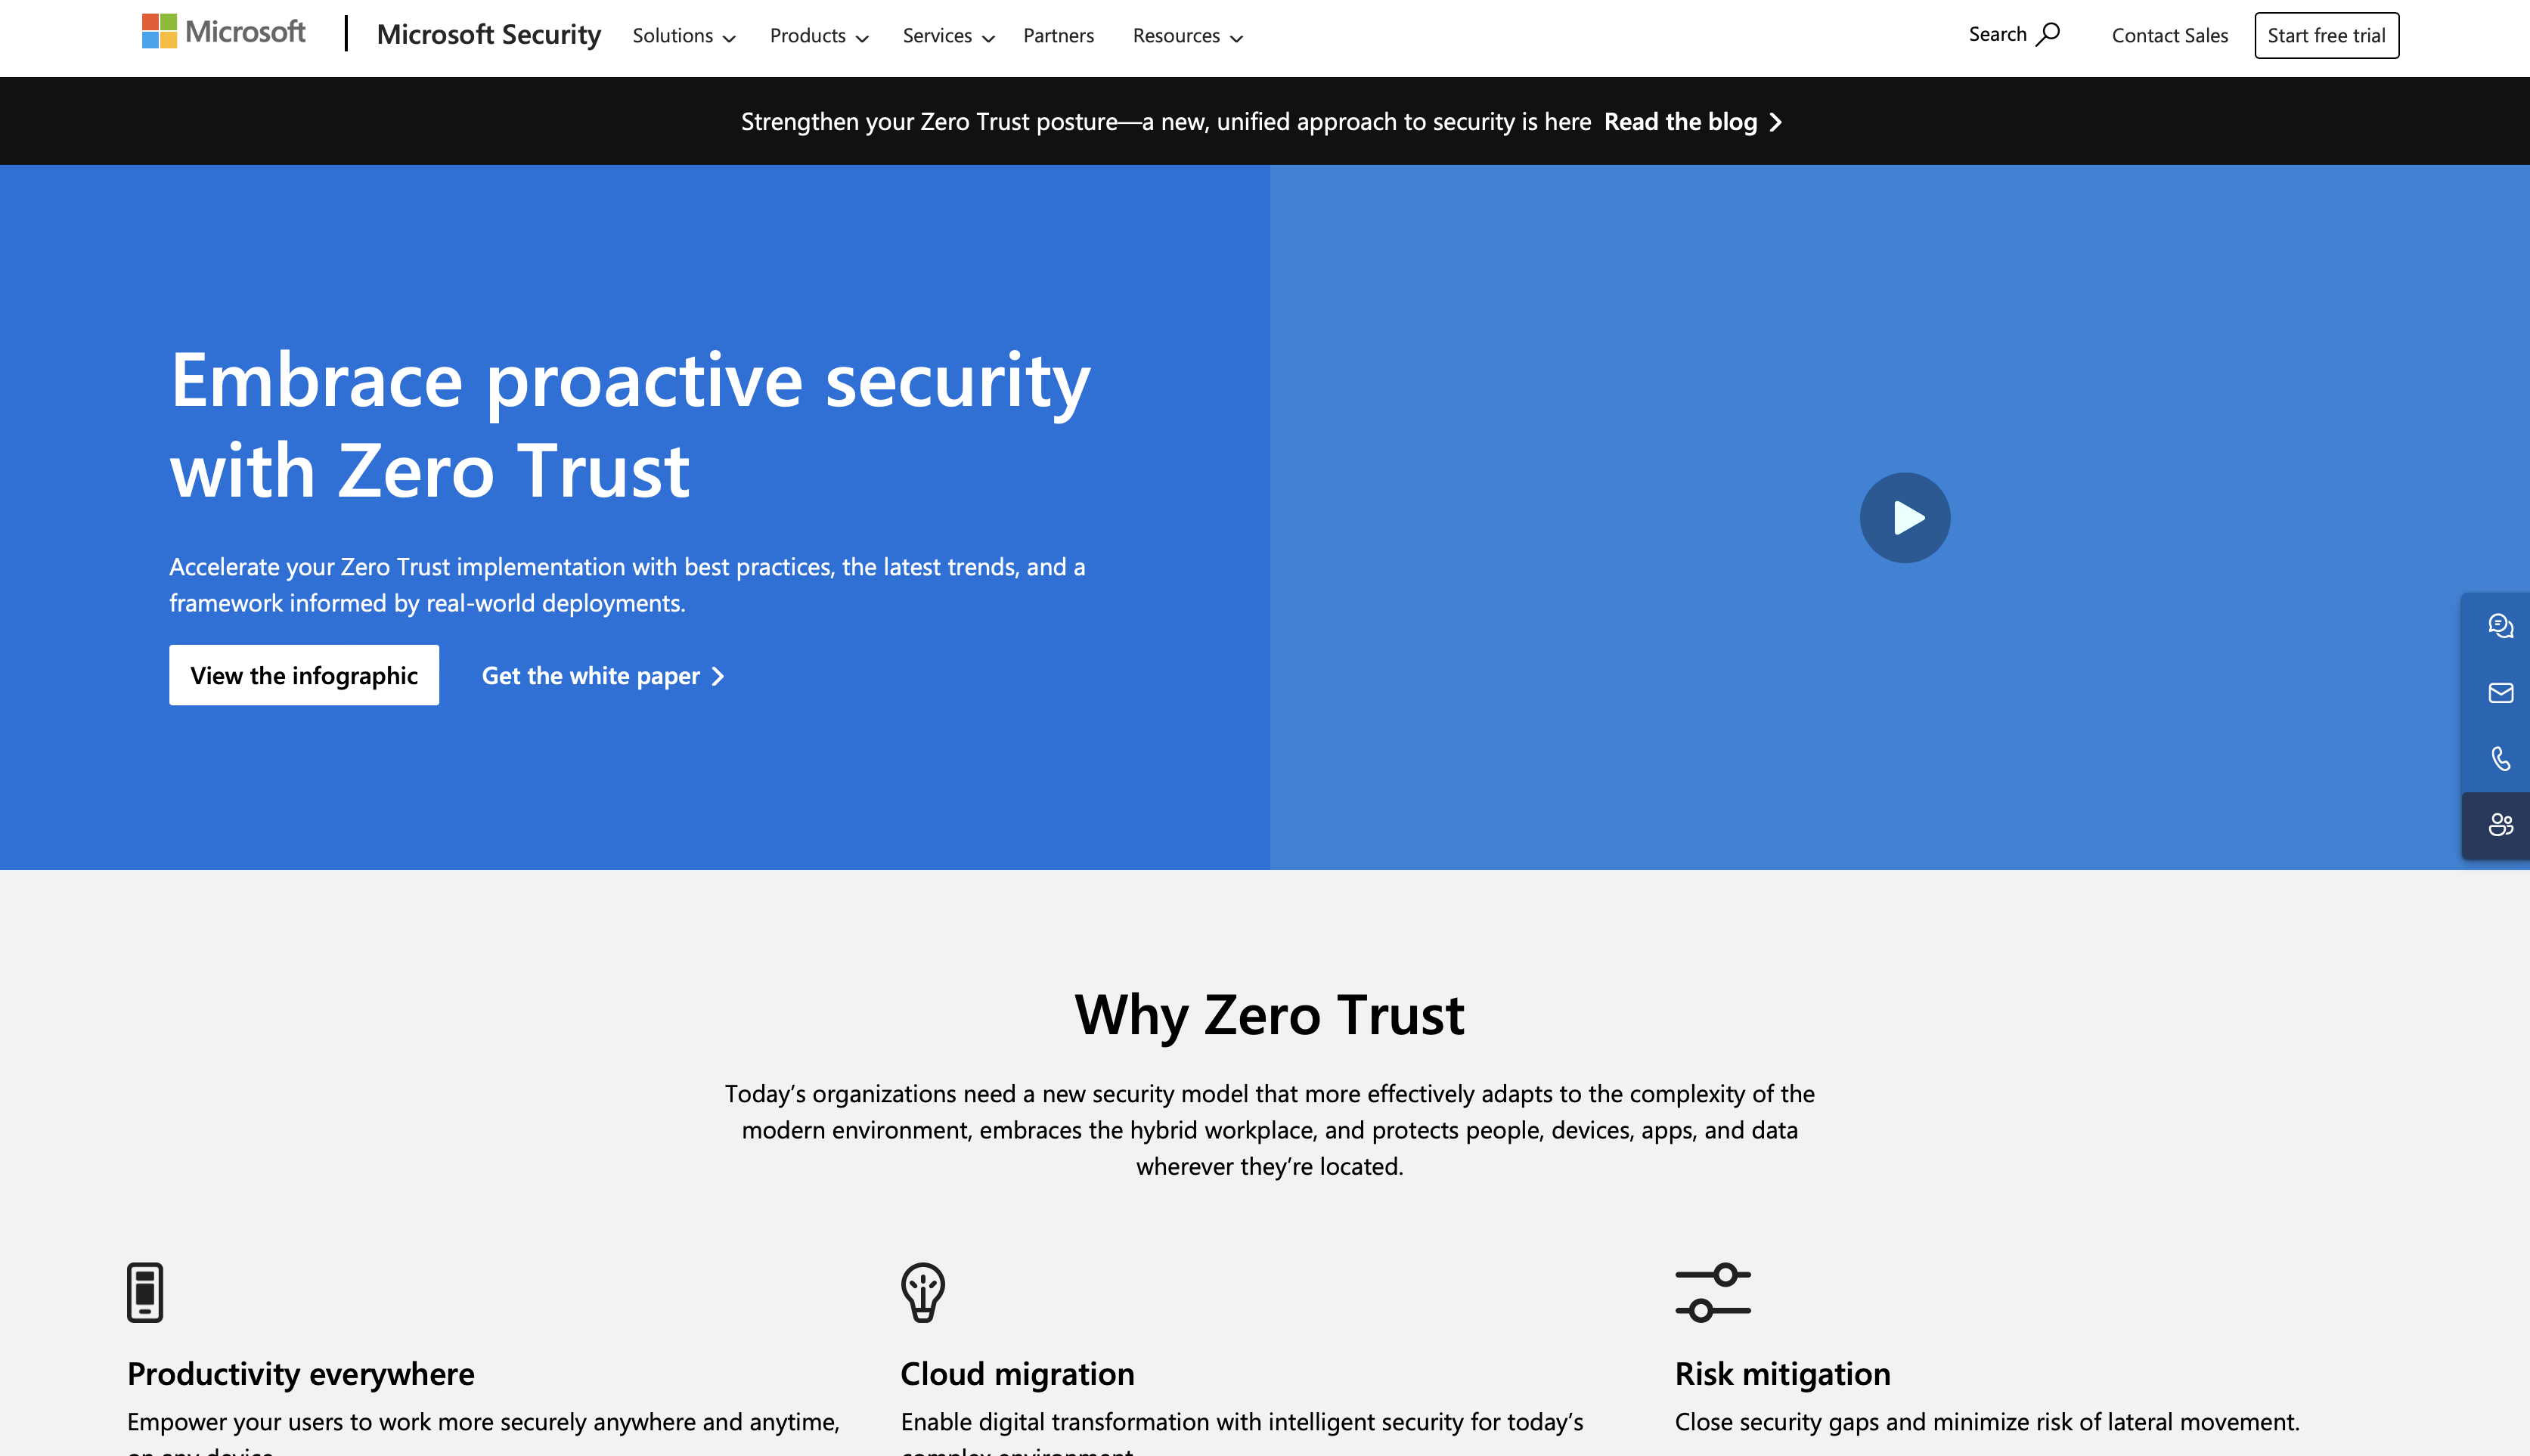 Microsoft
Microsoft Security
Solutions
Products
Services
Partners
Resources
Search
Contact Sales
Start free trial
Strengthen your Zero Trust posture—a new, unified approach to security is here Read the blog
Embrace proactive security
with Zero Trust
Accelerate your Zero Trust implementation with best practices, the latest trends, and a
framework informed by real-world deployments.
View the infographic
Get the white paper
Why Zero Trust
Today’s organizations need a new security model that more effectively adapts to the complexity of the
modern environment, embraces the hybrid workplace, and protects people, devices, apps, and data
wherever they’re located.
Productivity everywhere
Empower your users to work more securely anywhere and anytime,
on any device.
Cloud migration
Enable digital transformation with intelligent security for today’s
complex environment.
Risk mitigation
Close security gaps and minimize risk of lateral movement.